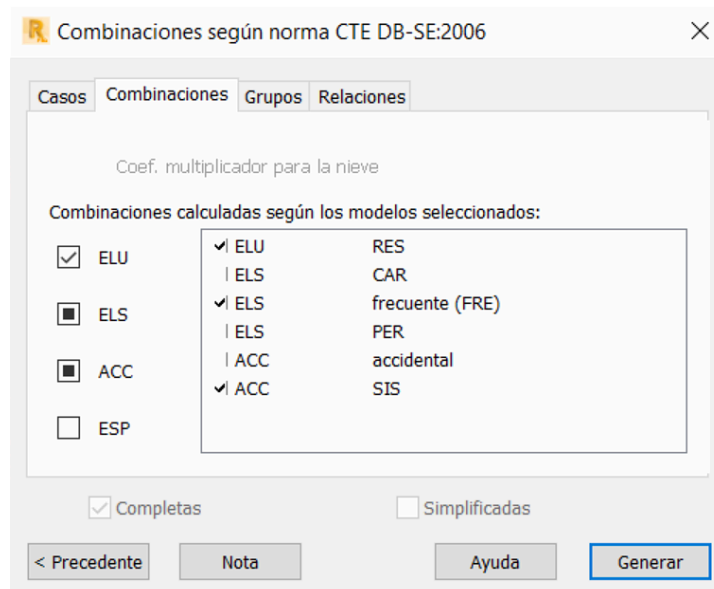 Combinaciones según norma CTE DB-SE:2006
Casos Combinaciones Grupos Relaciones
Coef. multiplicador para la nieve
Combinaciones calculadas según los modelos seleccionados:
ELU
ELS
ACC
ESP
ELU RES
ELS CAR
ELS frecuente (FRE)
ELS PER
ACC accidental
ACC SIS
Completas Simplificadas
< Precedente Nota Ayuda Generar